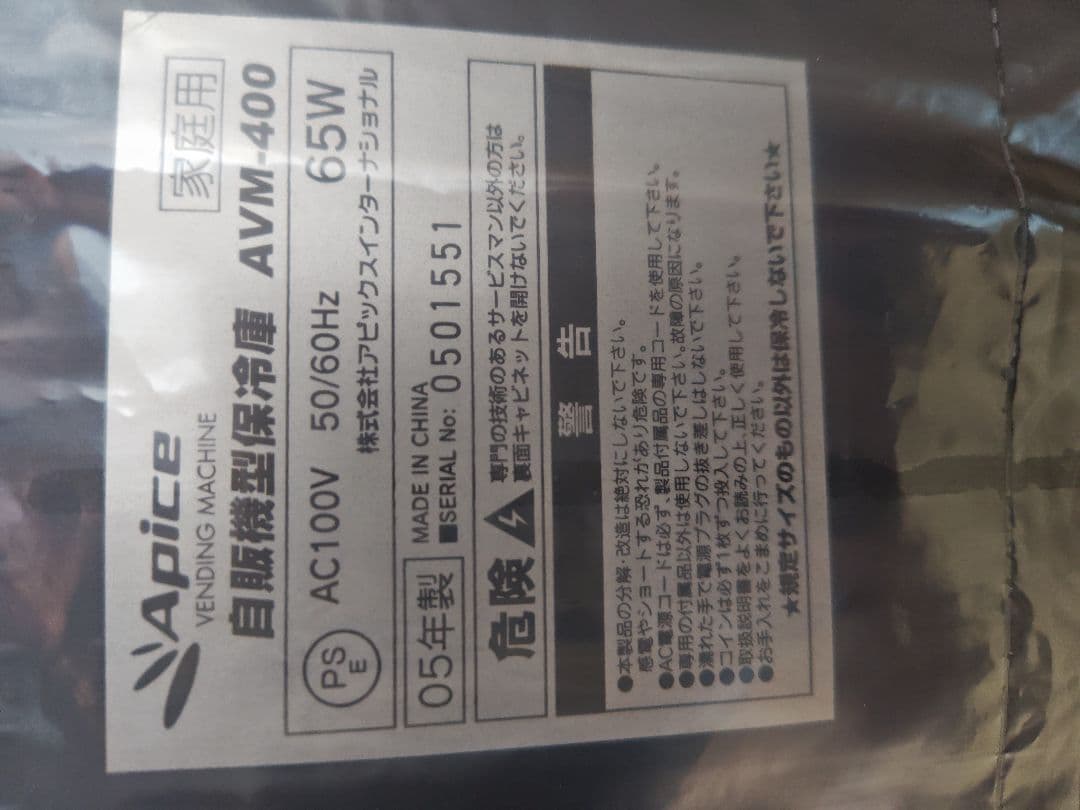 Apice
家庭用
VENDING MACHINE
自販機型保冷庫 AVM-400
PSE AC100V 50/60Hz 65W
株式会社アピックスインターナショナル
05年製
MADE IN CHINA
■SERIAL No: 0501551
危険
専門の技術のあるサービスマン以外の方は
裏面キャビネットを開けないでください。
警告
●本製品の分解・改造は絶対にしないで下さい。
感電やショートする恐れがあり危険です。
●AC電源コードは必ず、製品付属品の専用コードを使用して下さい。
●専用の付属品以外は使用しないで下さい。故障の原因になります。
●濡れた手で電源プラグの抜き差しはしないで下さい。
●コインは必ず1枚ずつ投入して下さい。
●取扱説明書をよくお読みの上、正しく使用して下さい。
●お手入れをこまめに行ってください。
★規定サイズのもの以外は保冷しないで下さい★